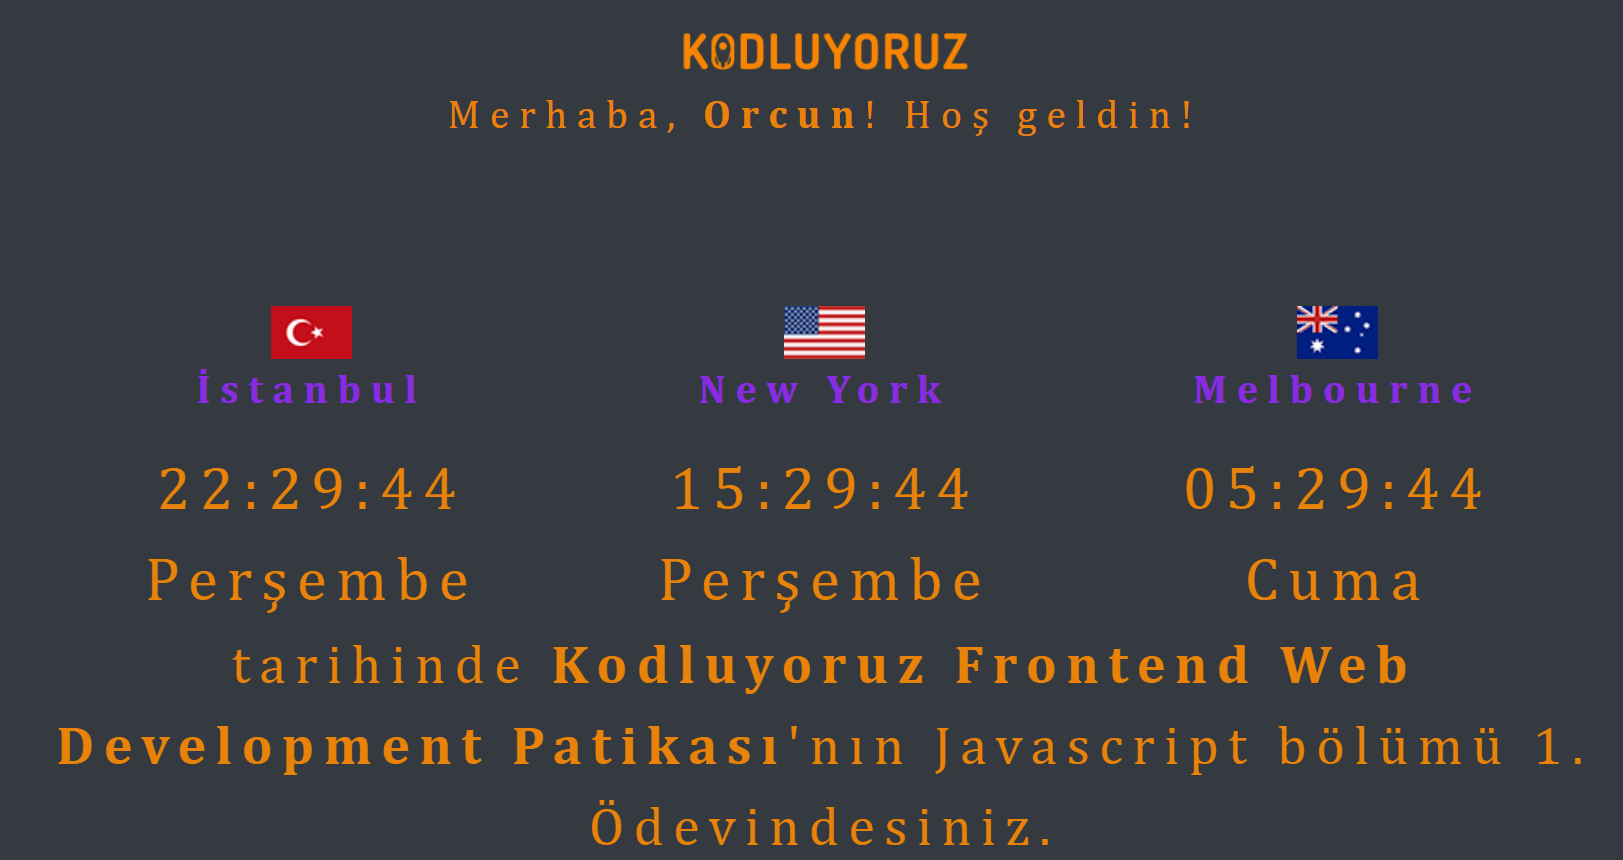 KODLUYORUZ
Merhaba, Orcun! Hoş geldin!
İstanbul New York Melbourne
22:29:44 15:29:44 05:29:44
Perşembe Perşembe Cuma
tarihinde Kodluyoruz Frontend Web
Development Patikası'nın Javascript bölümü 1.
Ödevindesiniz.